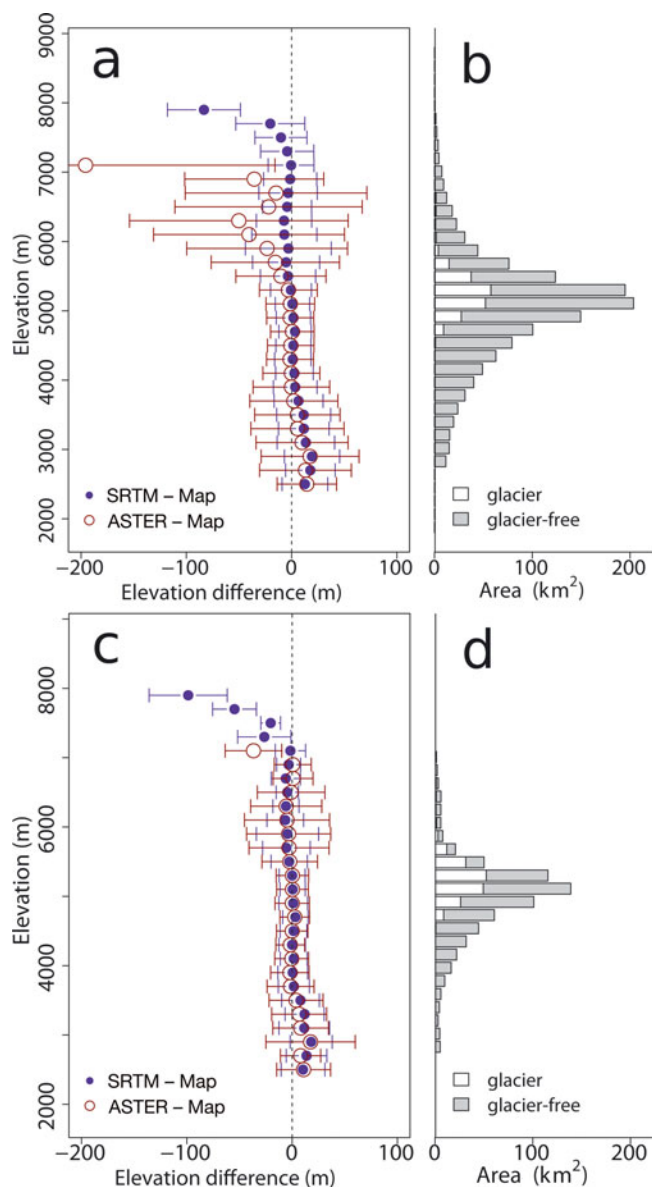 a
9000
8000
7000
6000
5000
4000
3000
2000
Elevation (m)
SRTM – Map
ASTER – Map
−200
−100
0
100
Elevation difference (m)
b
glacier
glacier-free
0
50
100
200
Area (km²)
c
8000
6000
4000
2000
Elevation (m)
SRTM – Map
ASTER – Map
−200
−100
0
100
Elevation difference (m)
d
glacier
glacier-free
0
50
100
200
Area (km²)